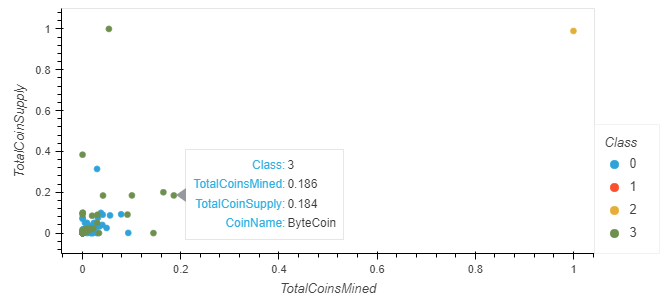 TotalCoinSupply
1
0.8
0.6
0.4
0.2
0
Class: 3
TotalCoinsMined: 0.186
TotalCoinSupply: 0.184
CoinName: ByteCoin
0 0.2 0.4 0.6 0.8 1
TotalCoinsMined
Class
0
1
2
3